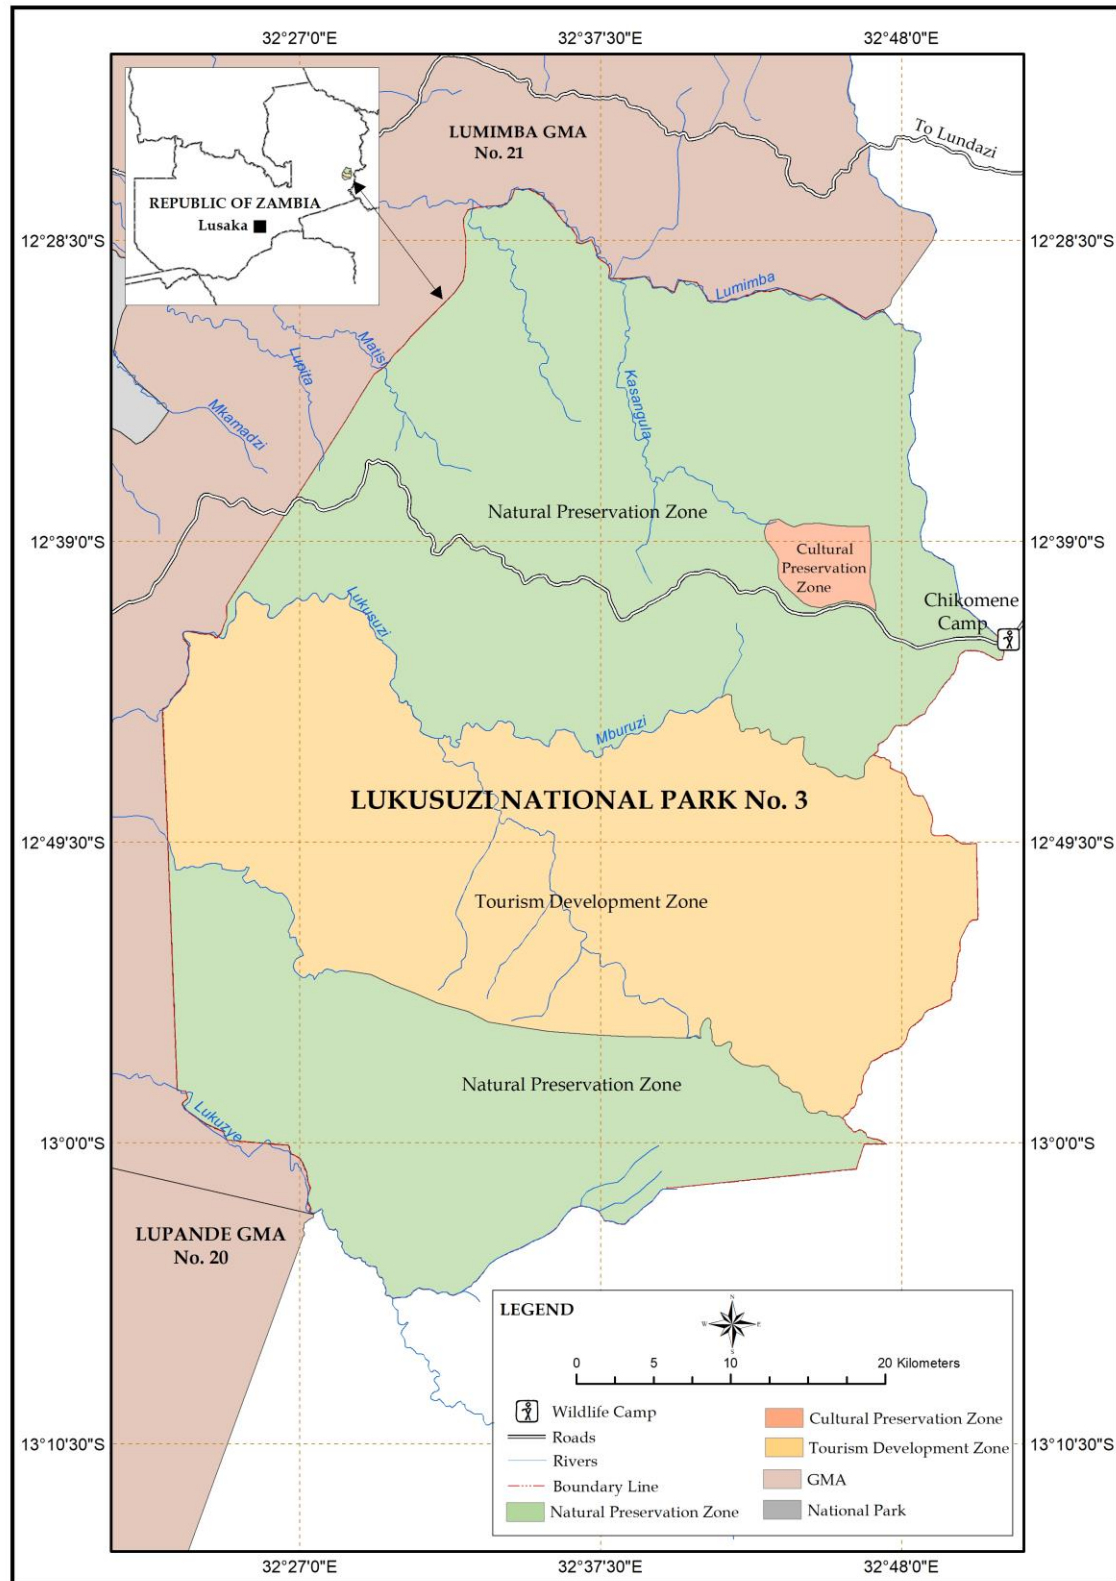 32°27'0"E
32°37'30"E
32°48'0"E
To Lundazi
LUMIMBA GMA
No. 21
REPUBLIC OF ZAMBIA
Lusaka
12°28'30"S
12°28'30"S
Lumimba
Matisi
Lupita
Mkamadzi
Kasangula
Natural Preservation Zone
12°39'0"S
12°39'0"S
Cultural
Preservation
Zone
Chikomene
Camp
Lukusuzi
Mburuzi
LUKUSUZI NATIONAL PARK No. 3
12°49'30"S
12°49'30"S
Tourism Development Zone
Natural Preservation Zone
Lukuzye
13°0'0"S
13°0'0"S
LUPANDE GMA
No. 20
LEGEND
N
W
E
S
0 5 10 20 Kilometers
Wildlife Camp
Roads
Rivers
Boundary Line
Natural Preservation Zone
Cultural Preservation Zone
Tourism Development Zone
GMA
National Park
13°10'30"S
13°10'30"S
32°27'0"E
32°37'30"E
32°48'0"E